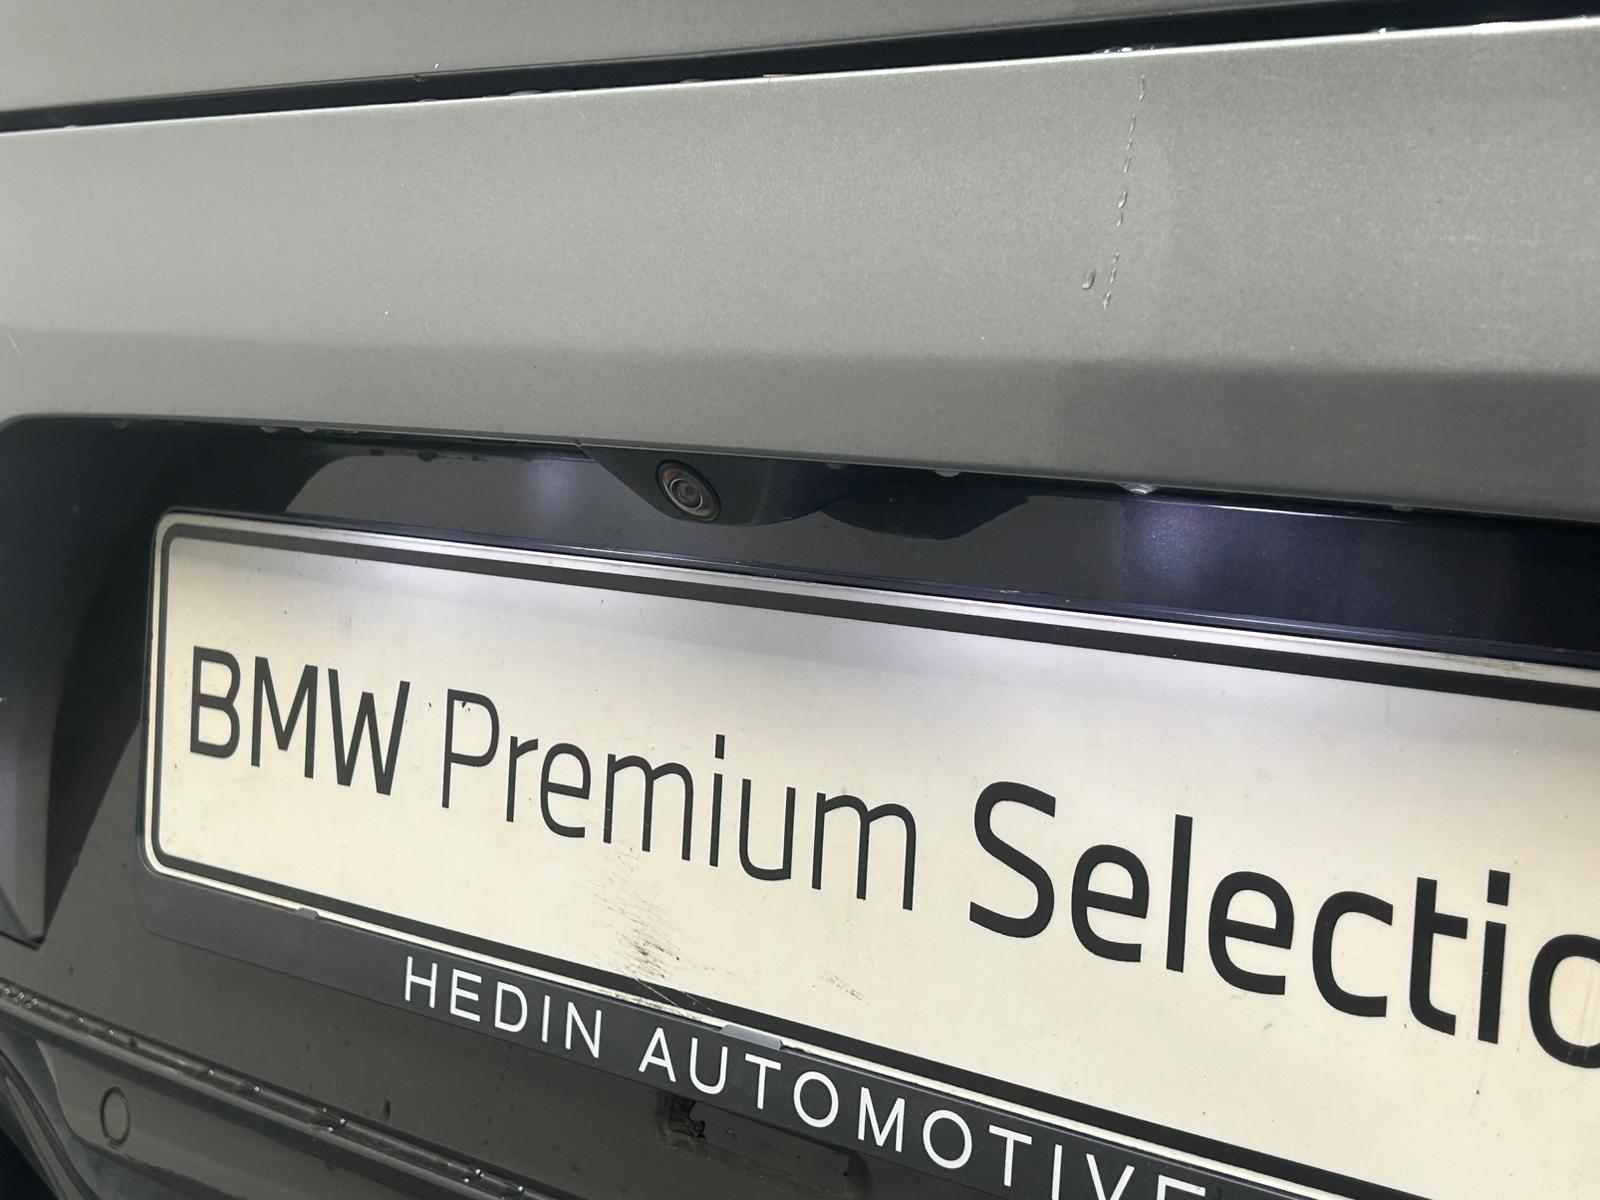 BMW Premium Selectio
HEDIN AUTOMOTIVE